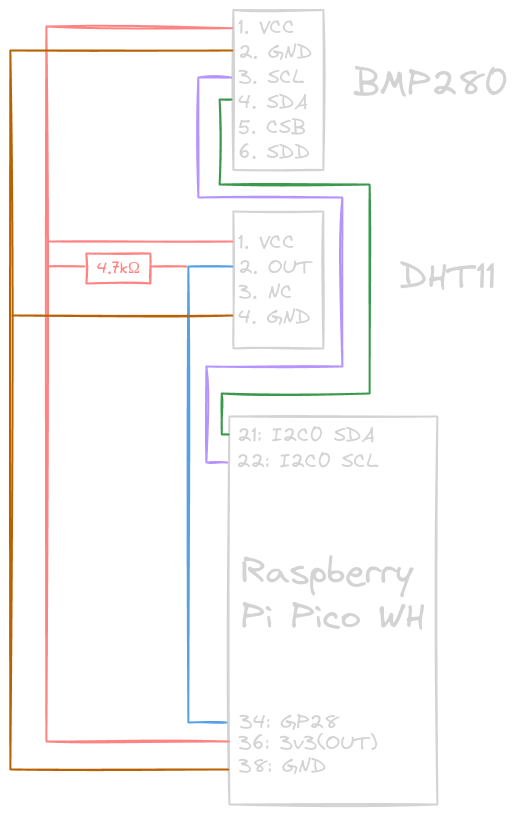 1. VCC
2. GND
3. SCL
4. SDA
5. CSB
6. SDD
BMP280
1. VCC
2. OUT
3. NC
4. GND
DHT11
4.7kΩ
21: I2C0 SDA
22: I2C0 SCL
Raspberry
Pi Pico WH
34: GP28
36: 3v3(OUT)
38: GND